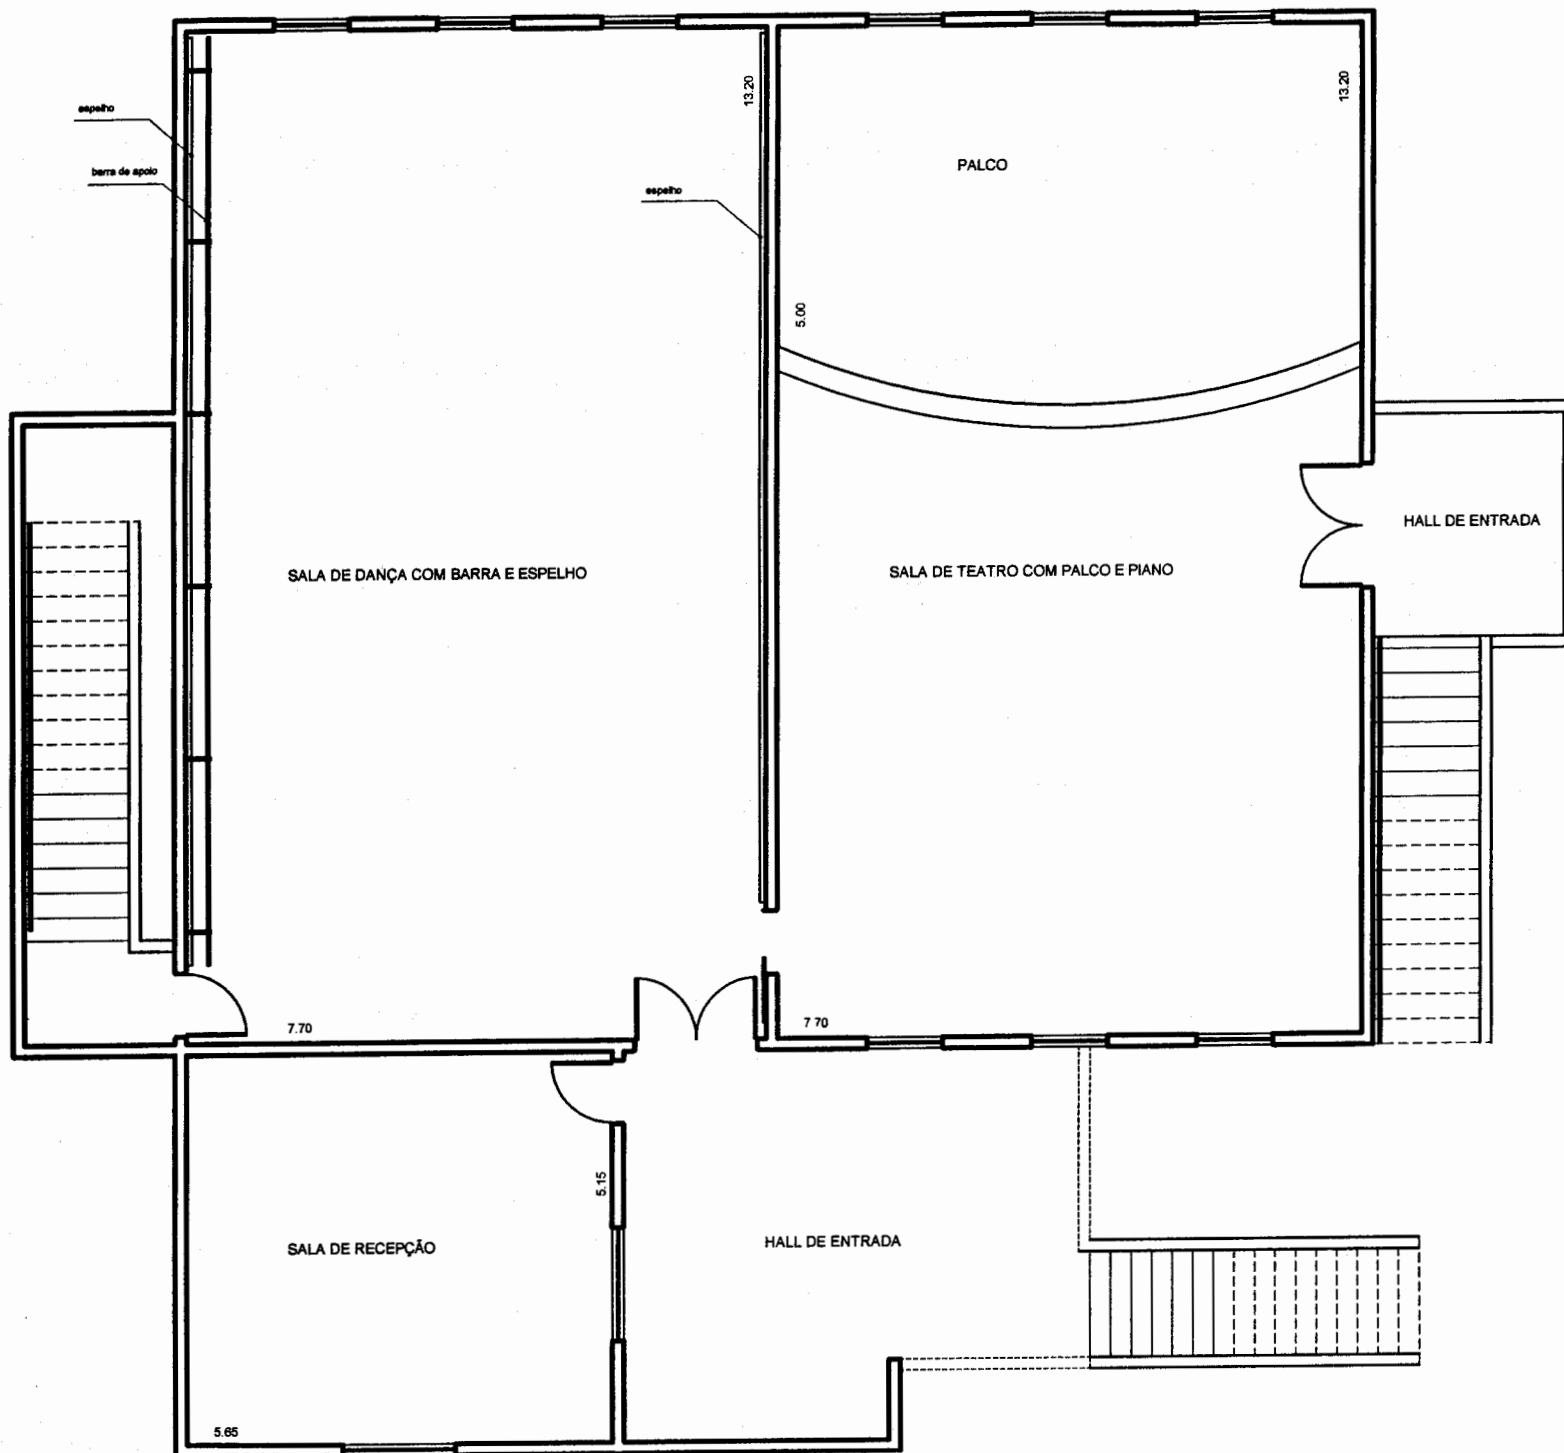 13.20
13.20
espelho
PALCO
barra de apoio
espelho
5.00
HALL DE ENTRADA
SALA DE DANÇA COM BARRA E ESPELHO
SALA DE TEATRO COM PALCO E PIANO
7.70
7 70
5.15
SALA DE RECEPÇÃO
HALL DE ENTRADA
5.65